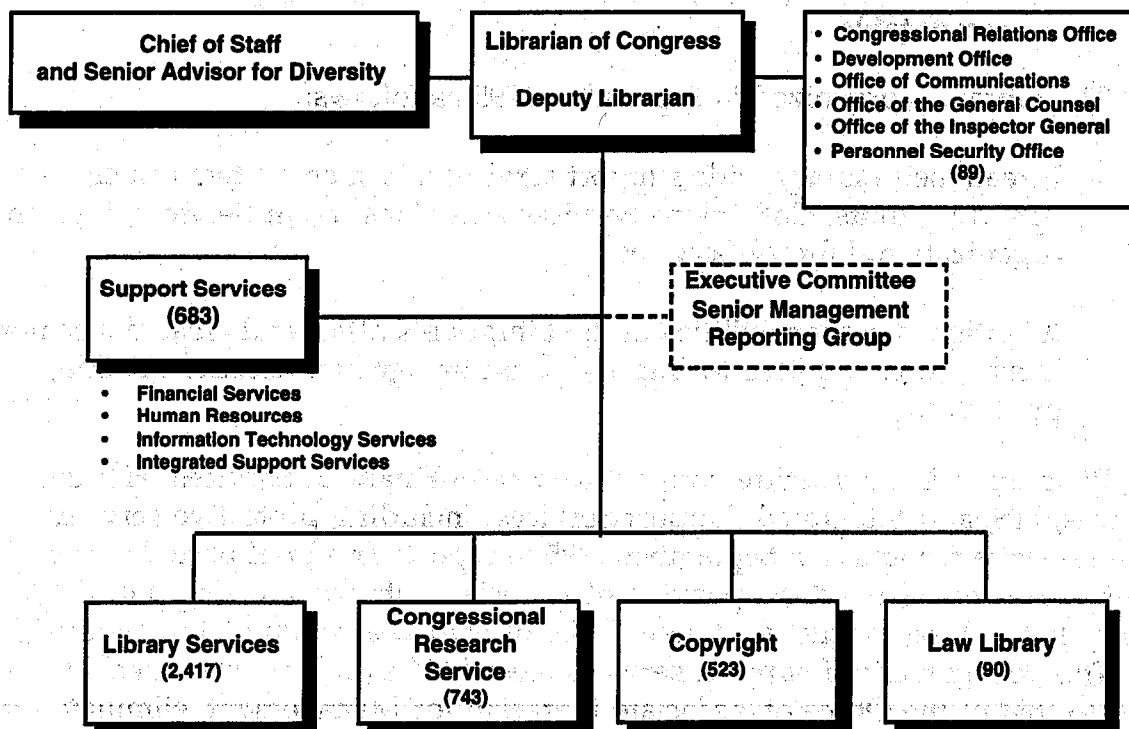 Chief of Staff
and Senior Advisor for Diversity
Librarian of Congress
Deputy Librarian
• Congressional Relations Office
• Development Office
• Office of Communications
• Office of the General Counsel
• Office of the Inspector General
• Personnel Security Office
(89)
Support Services
(683)
• Financial Services
• Human Resources
• Information Technology Services
• Integrated Support Services
Executive Committee
Senior Management
Reporting Group
Library Services
(2,417)
Congressional
Research
Service
(743)
Copyright
(523)
Law Library
(90)